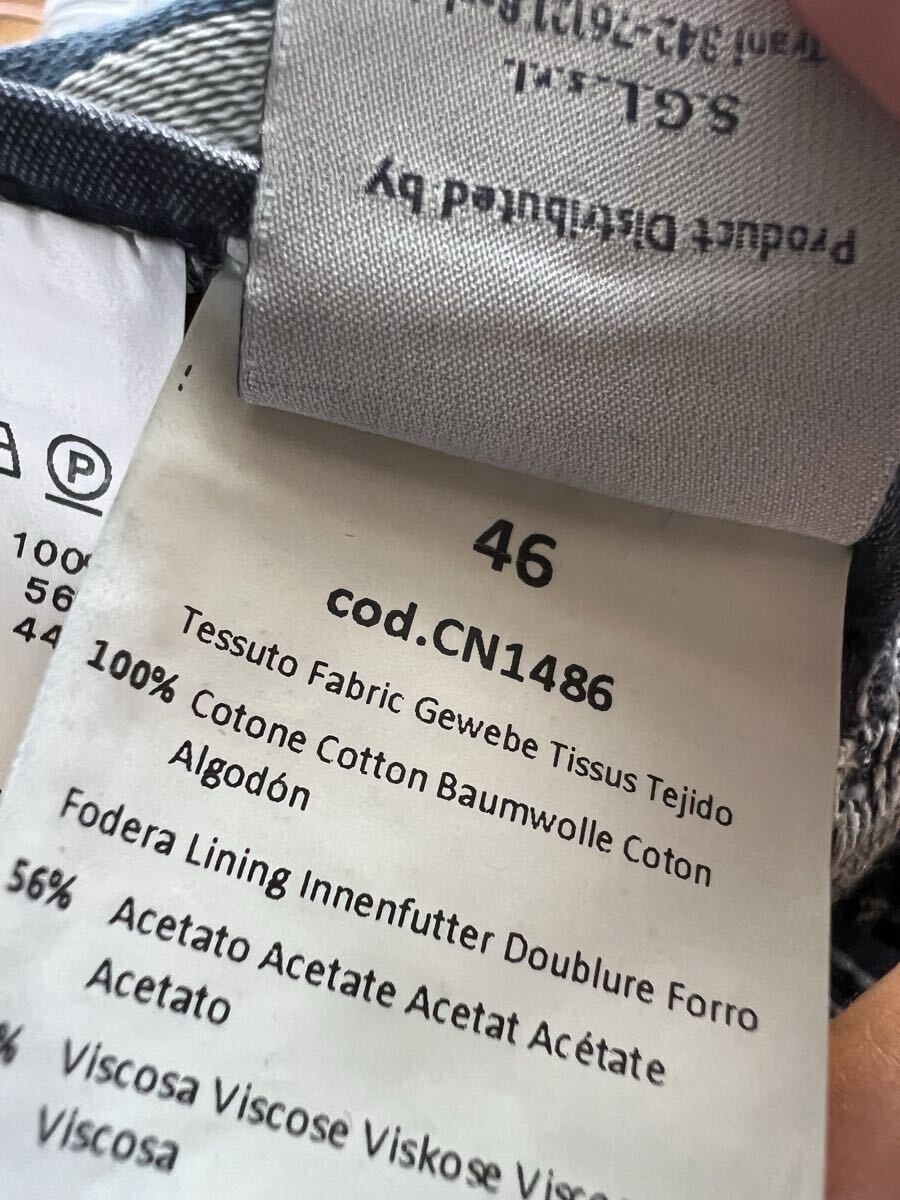 Product Distributed by
S.G.L. s.r.l.
P
100%
56
44
46
cod.CN1486
Tessuto Fabric Gewebe Tissus Tejido
100% Cotone Cotton Baumwolle Coton
Algodón
Fodera Lining Innenfutter Doublure Forro
56% Acetato Acetate Acetat Acétate
Acetato
% Viscosa Viscose Viskose
Viscosa